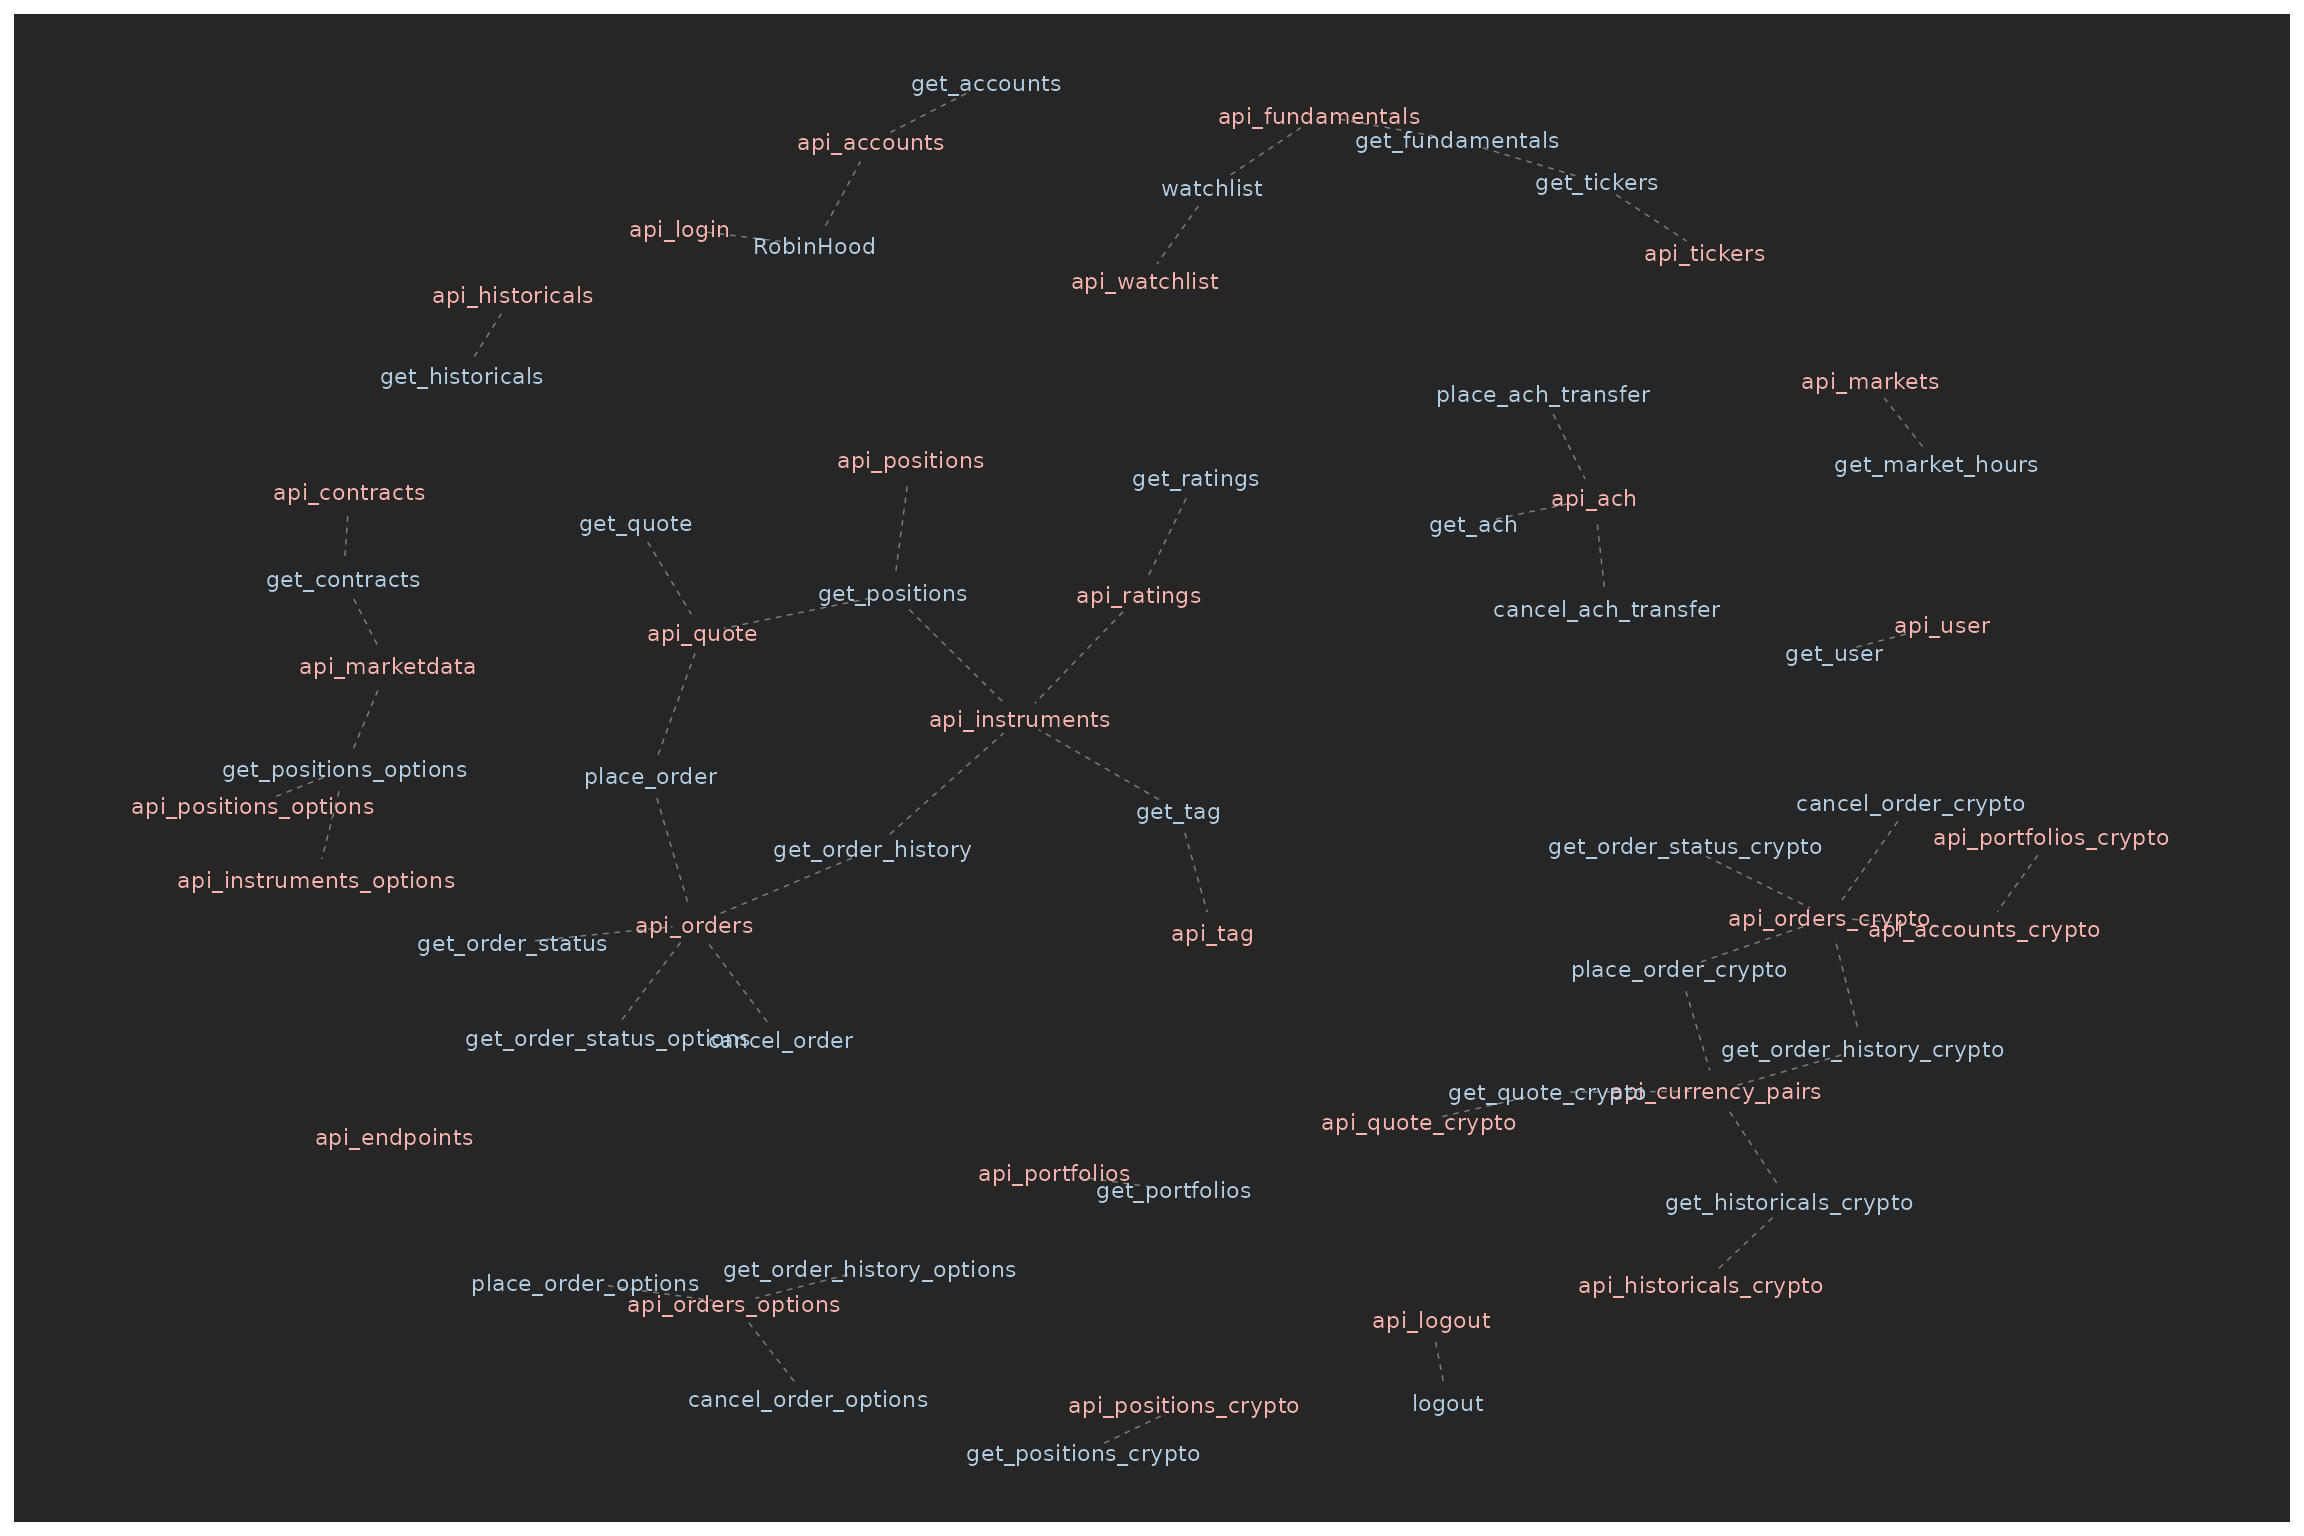 get_accounts
api_fundamentals
api_accounts
get_fundamentals
get_tickers
watchlist
api_login
RobinHood
api_tickers
api_watchlist
api_historicals
get_historicals
api_markets
place_ach_transfer
api_positions
get_market_hours
get_ratings
api_contracts
api_ach
get_quote
get_ach
get_contracts
get_positions
api_ratings
cancel_ach_transfer
api_user
api_quote
get_user
api_marketdata
api_instruments
get_positions_options
place_order
cancel_order_crypto
api_positions_options
get_tag
api_portfolios_crypto
get_order_status_crypto
get_order_history
api_instruments_options
api_orders_crypto
api_orders
api_accounts_crypto
api_tag
get_order_status
place_order_crypto
get_order_status_options
cancel_order
get_order_history_crypto
get_quote_crypto
api_currency_pairs
api_quote_crypto
api_endpoints
api_portfolios
get_portfolios
get_historicals_crypto
get_order_history_options
place_order_options
api_historicals_crypto
api_orders_options
api_logout
cancel_order_options
logout
api_positions_crypto
get_positions_crypto